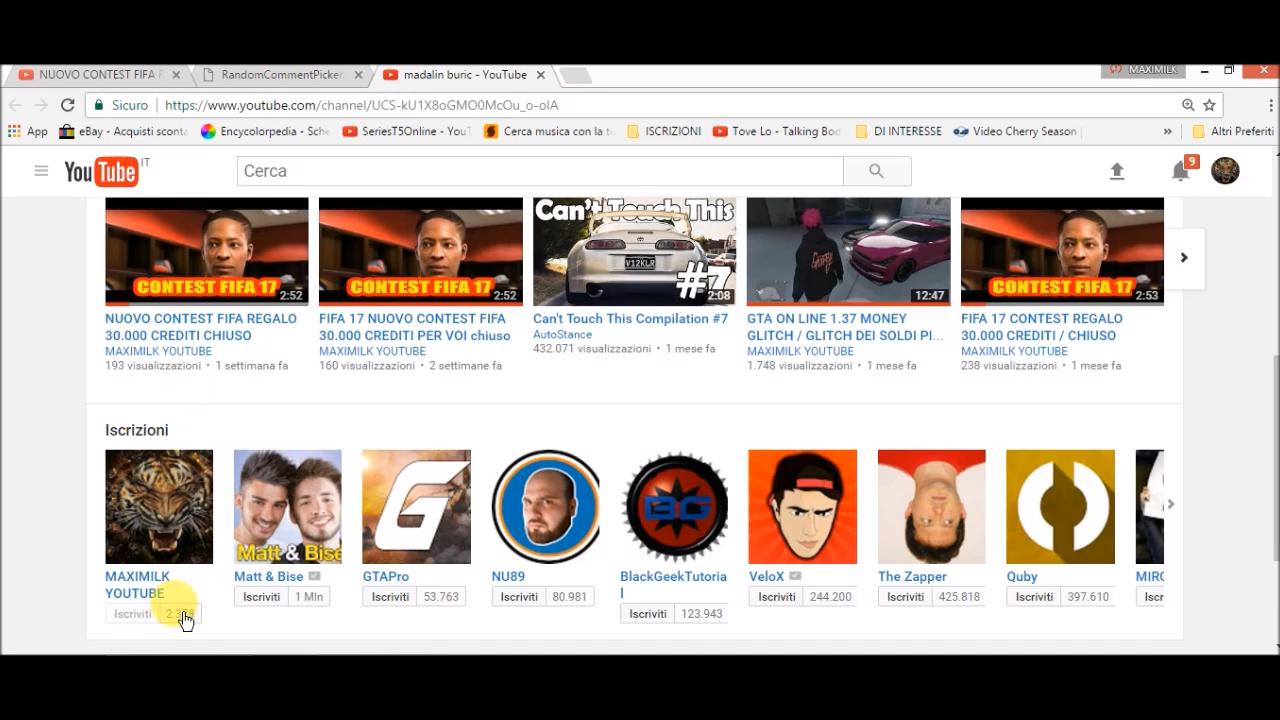 NUOVO CONTEST FIFA R
RandomCommentPicker
madalin buric - YouTube
MAXIMILK
Sicuro
https://www.youtube.com/channel/UCS-kU1X8oGMO0McOu_o-oIA
App
eBay - Acquisti sconta
Encycolorpedia - Sche
SeriesT5Online - You
Cerca musica con la t
ISCRIZIONI
Tove Lo - Talking Bod
DI INTERESSE
Video Cherry Season
»
Altri Preferiti
YouTube IT
Cerca
9
CONTEST FIFA 17
2:52
CONTEST FIFA 17
2:52
Can't Touch This
V12KLR
#7
2:08
12:47
CONTEST FIFA 17
2:53
NUOVO CONTEST FIFA REGALO
30.000 CREDITI CHIUSO
MAXIMILK YOUTUBE
193 visualizzazioni • 1 settimana fa
FIFA 17 NUOVO CONTEST FIFA
30.000 CREDITI PER VOI chiuso
MAXIMILK YOUTUBE
160 visualizzazioni • 2 settimane fa
Can't Touch This Compilation #7
AutoStance
432.071 visualizzazioni • 1 mese fa
GTA ON LINE 1.37 MONEY
GLITCH / GLITCH DEI SOLDI PI...
MAXIMILK YOUTUBE
1.748 visualizzazioni • 1 mese fa
FIFA 17 CONTEST REGALO
30.000 CREDITI / CHIUSO
MAXIMILK YOUTUBE
238 visualizzazioni • 1 mese fa
Iscrizioni
Matt & Bise
G
BG
MAXIMILK
YOUTUBE
Iscriviti
Matt & Bise
Iscriviti 1 Mln
GTAPro
Iscriviti 53.763
NU89
Iscriviti 80.981
BlackGeekTutoria
l
Iscriviti 123.943
VeloX
Iscriviti 244.200
The Zapper
Iscriviti 425.818
Quby
Iscriviti 397.610
Iscr